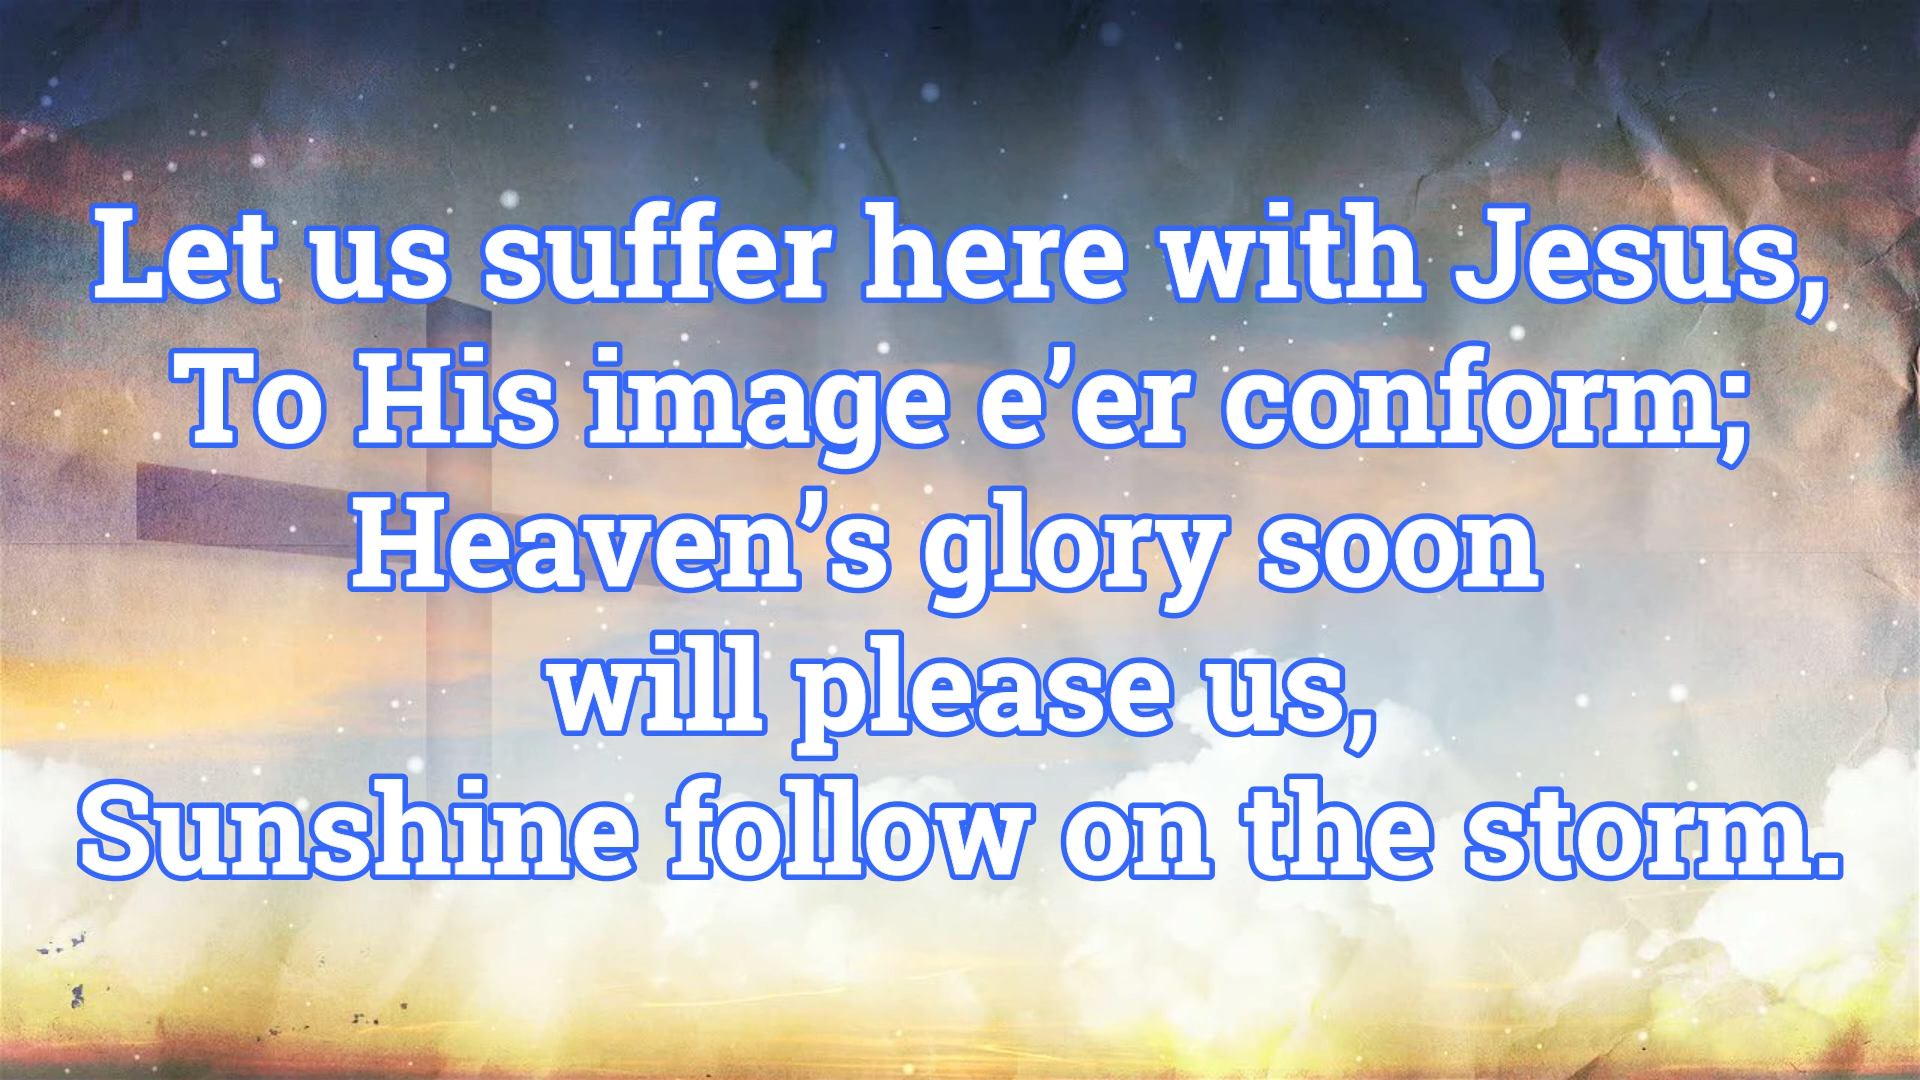 Let us suffer here with Jesus,
To His image e’er conform;
Heaven’s glory soon
will please us,
Sunshine follow on the storm.